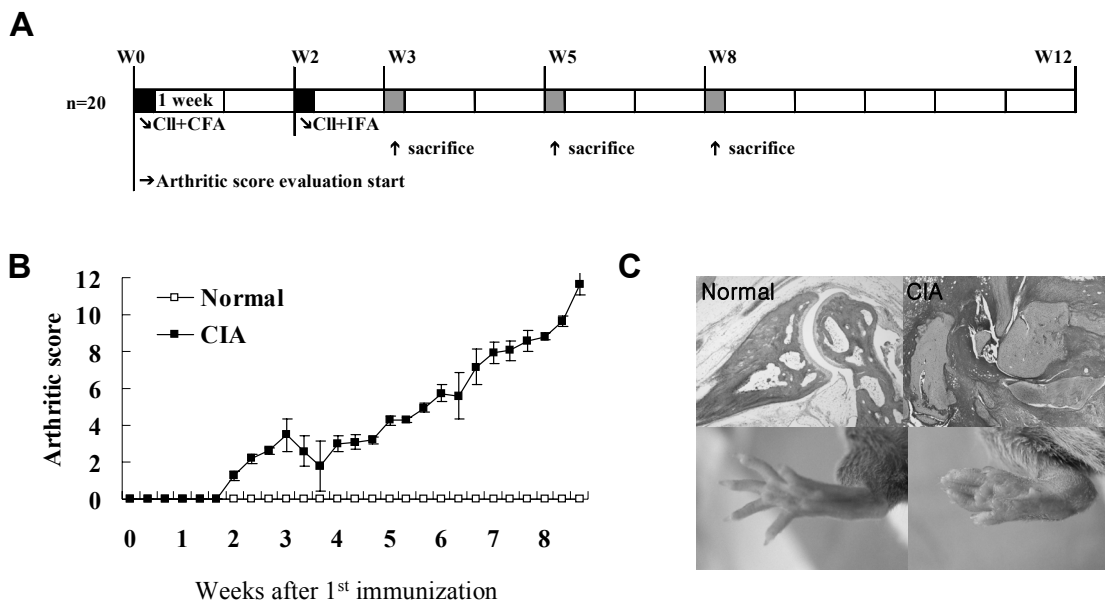 A
W0 W2 W3 W5 W8 W12
n=20 1 week
↘CII+CFA ↘CII+IFA
↑ sacrifice ↑ sacrifice ↑ sacrifice
→Arthritic score evaluation start
B
12
10
8
6
4
2
0
Arthritic score
Normal
CIA
0 1 2 3 4 5 6 7 8
Weeks after 1st immunization
C
Normal CIA